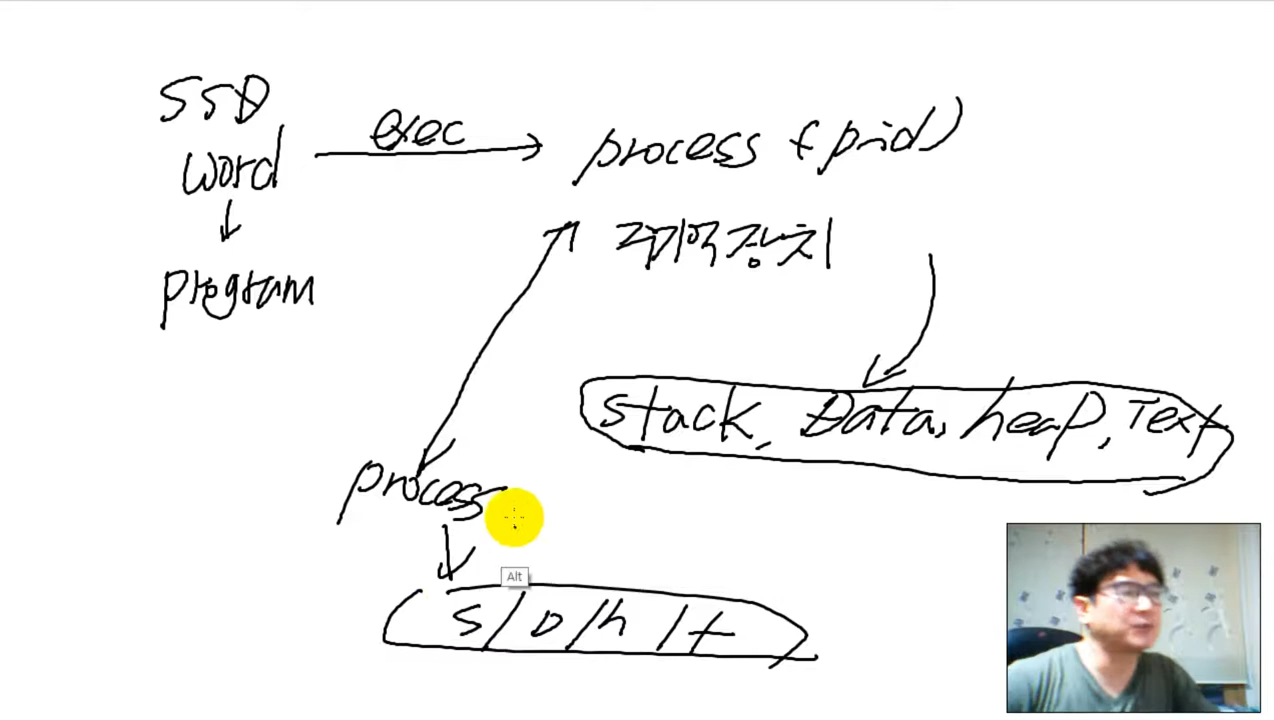 SSD
word
exec
process (pid)
program
주기억장치
stack, Data, heap, Text
process
Alt
S/D/h/t